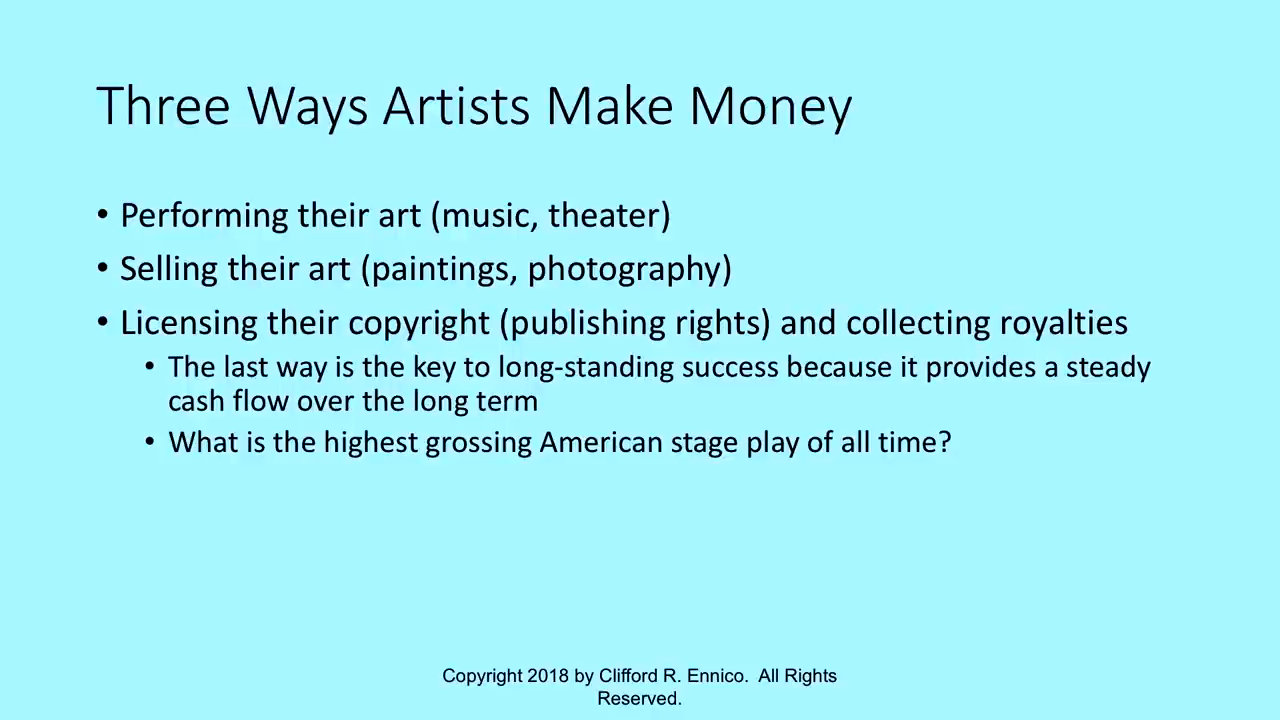 Three Ways Artists Make Money
• Performing their art (music, theater)
• Selling their art (paintings, photography)
• Licensing their copyright (publishing rights) and collecting royalties
• The last way is the key to long-standing success because it provides a steady
cash flow over the long term
• What is the highest grossing American stage play of all time?
Copyright 2018 by Clifford R. Ennico.  All Rights
Reserved.